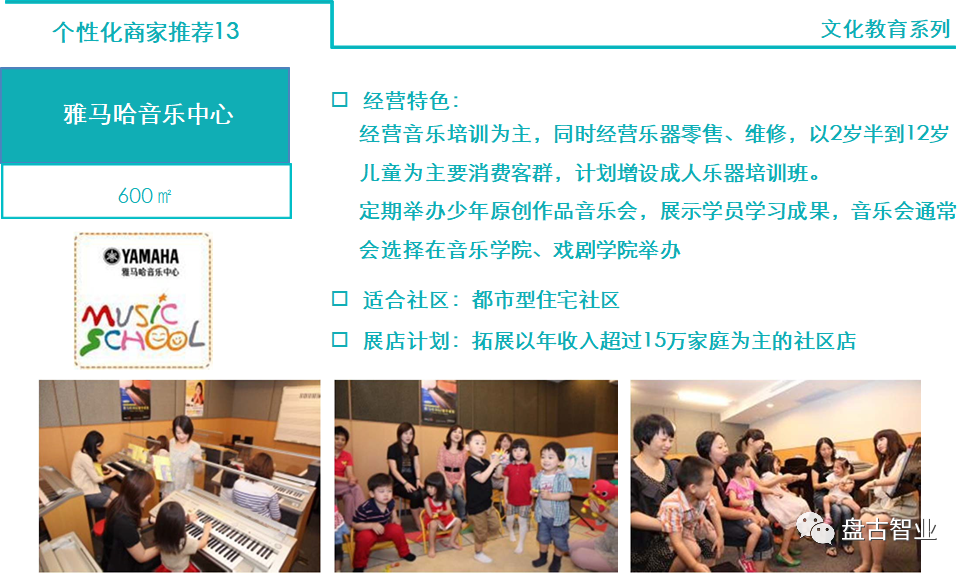 个性化商家推荐13
文化教育系列
雅马哈音乐中心
600㎡
YAMAHA
雅马哈音乐中心
MUSIC
SCHOOL
□ 经营特色：
经营音乐培训为主，同时经营乐器零售、维修，以2岁半到12岁
儿童为主要消费客群，计划增设成人乐器培训班。
定期举办少年原创作品音乐会，展示学员学习成果，音乐会通常
会选择在音乐学院、戏剧学院举办
□ 适合社区：都市型住宅社区
□ 展店计划：拓展以年收入超过15万家庭为主的社区店
盘古智业